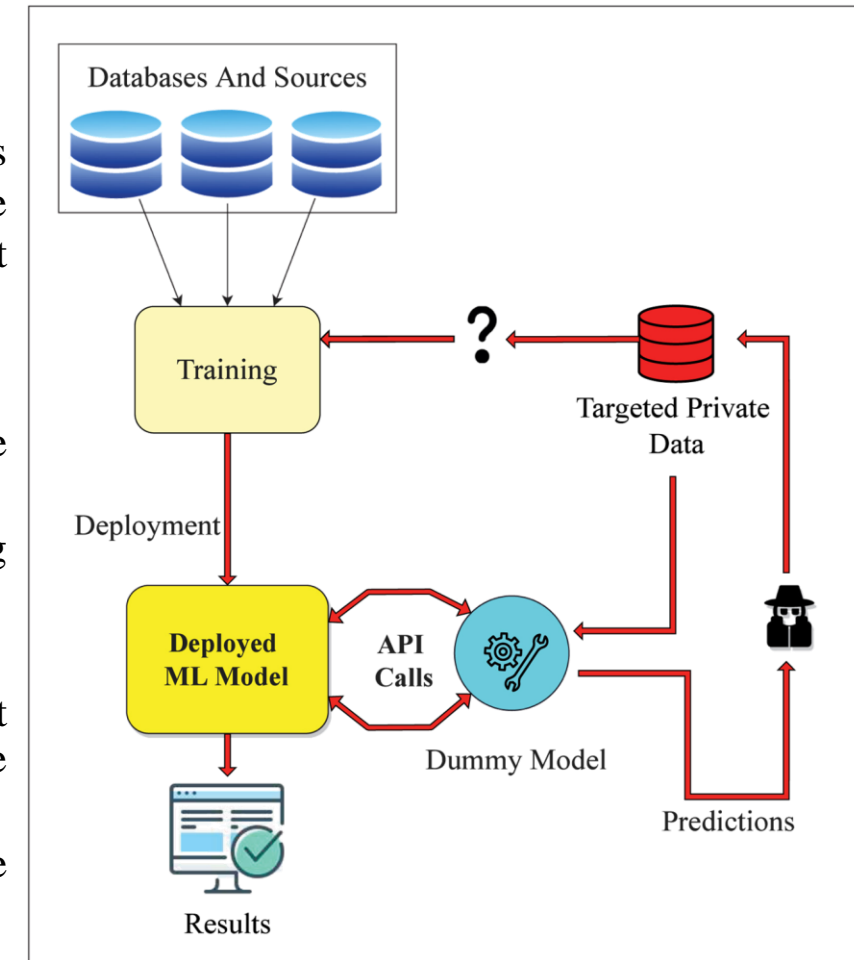 Databases And Sources
s
e
t
Training
?
Targeted Private
Data
e
Deployment
g
Deployed
ML Model
API
Calls
t
Dummy Model
e
Predictions
e
Results